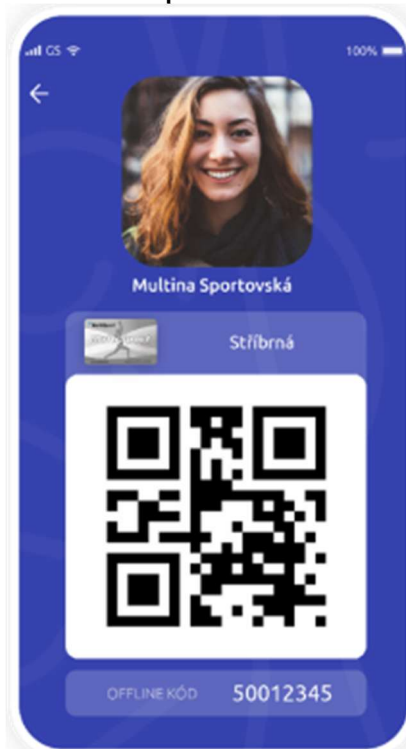 GS
100%
Multina Sportovská
Stříbrná
OFFLINE KÓD 50012345